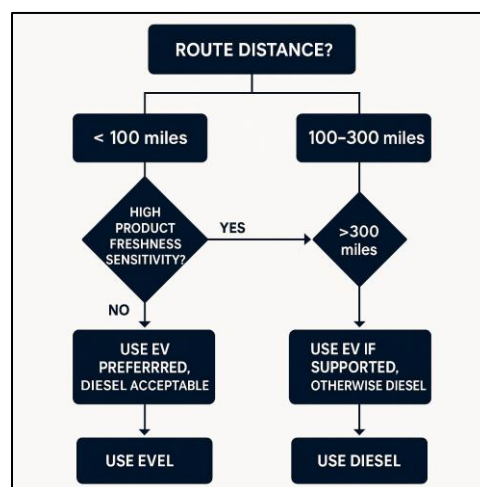 ROUTE DISTANCE?
< 100 miles
100–300 miles
HIGH
PRODUCT
FRESHNESS
SENSITIVITY?
YES
>300
miles
NO
USE EV
PREFERRRED,
DIESEL ACCEPTABLE
USE EV IF
SUPPORTED,
OTHERWISE DIESEL
USE EVEL
USE DIESEL